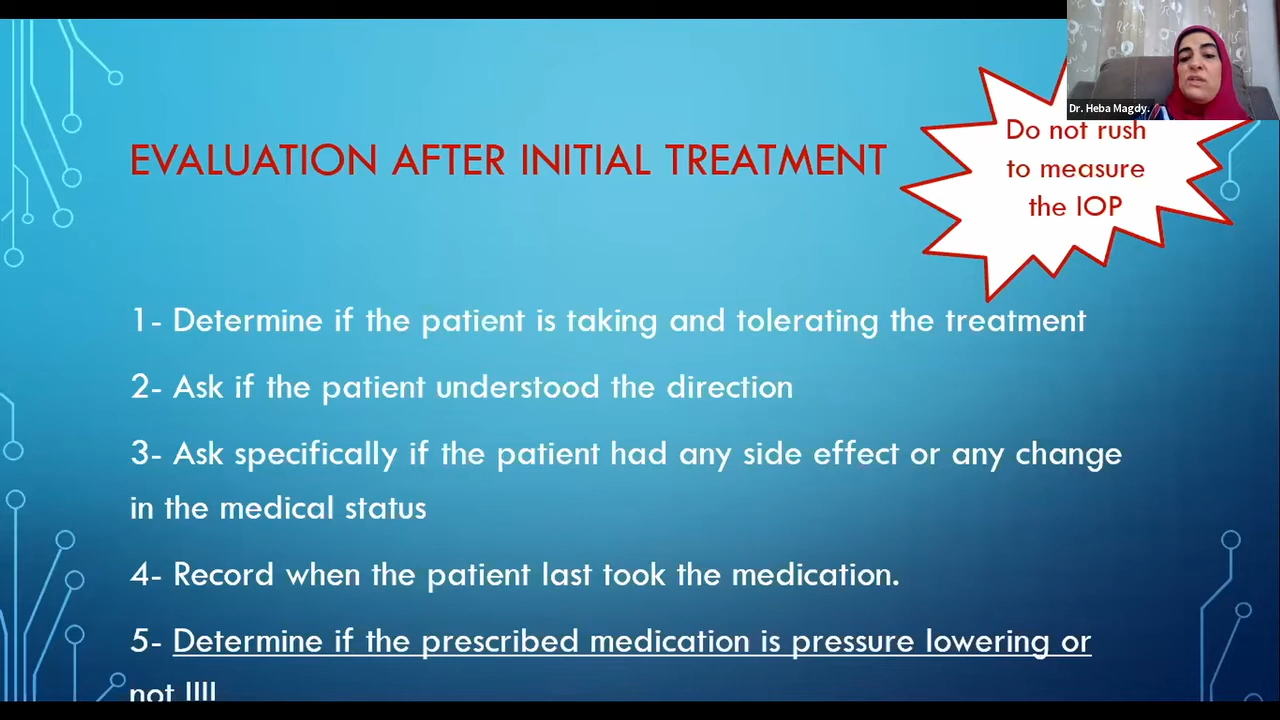 Dr. Heba Magdy.
Do not rush
to measure
the IOP
EVALUATION AFTER INITIAL TREATMENT
1- Determine if the patient is taking and tolerating the treatment
2- Ask if the patient understood the direction
3- Ask specifically if the patient had any side effect or any change
in the medical status
4- Record when the patient last took the medication.
5- Determine if the prescribed medication is pressure lowering or
not !!!!